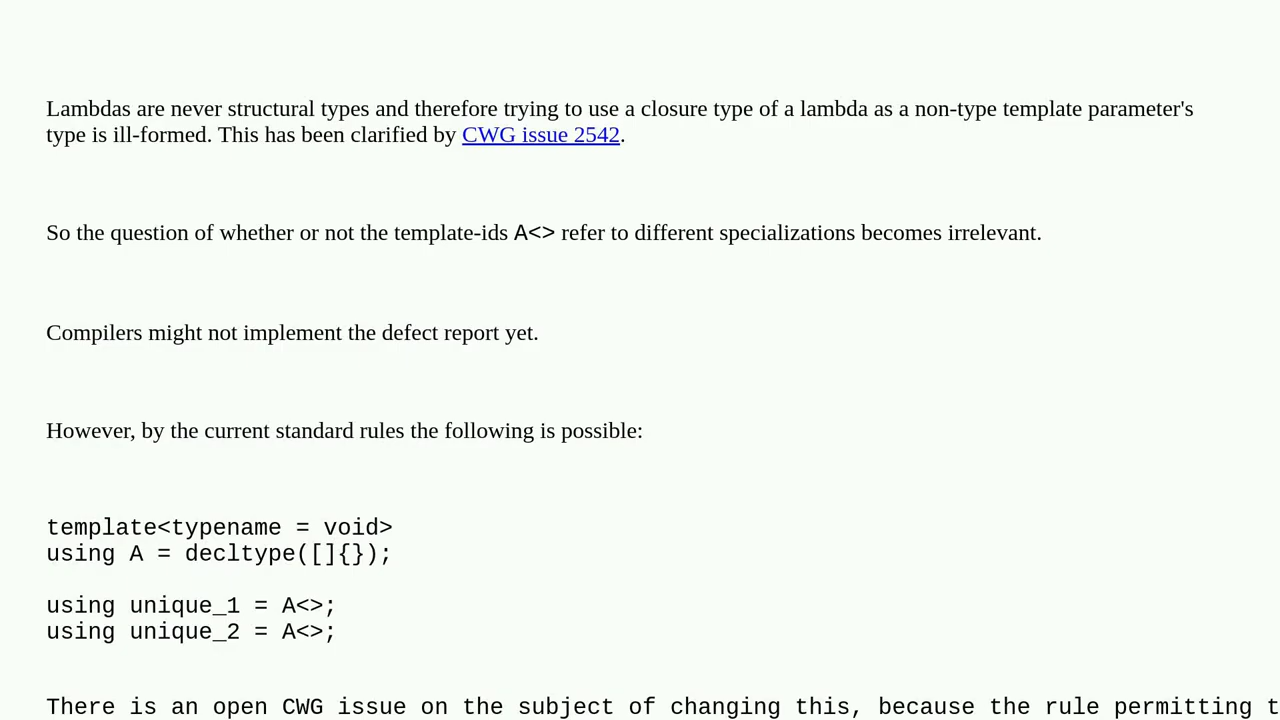 Lambdas are never structural types and therefore trying to use a closure type of a lambda as a non-type template parameter's
type is ill-formed. This has been clarified by CWG issue 2542.
So the question of whether or not the template-ids A<> refer to different specializations becomes irrelevant.
Compilers might not implement the defect report yet.
However, by the current standard rules the following is possible:
template<typename = void>
using A = decltype([]{});
using unique_1 = A<>;
using unique_2 = A<>;
There is an open CWG issue on the subject of changing this, because the rule permitting